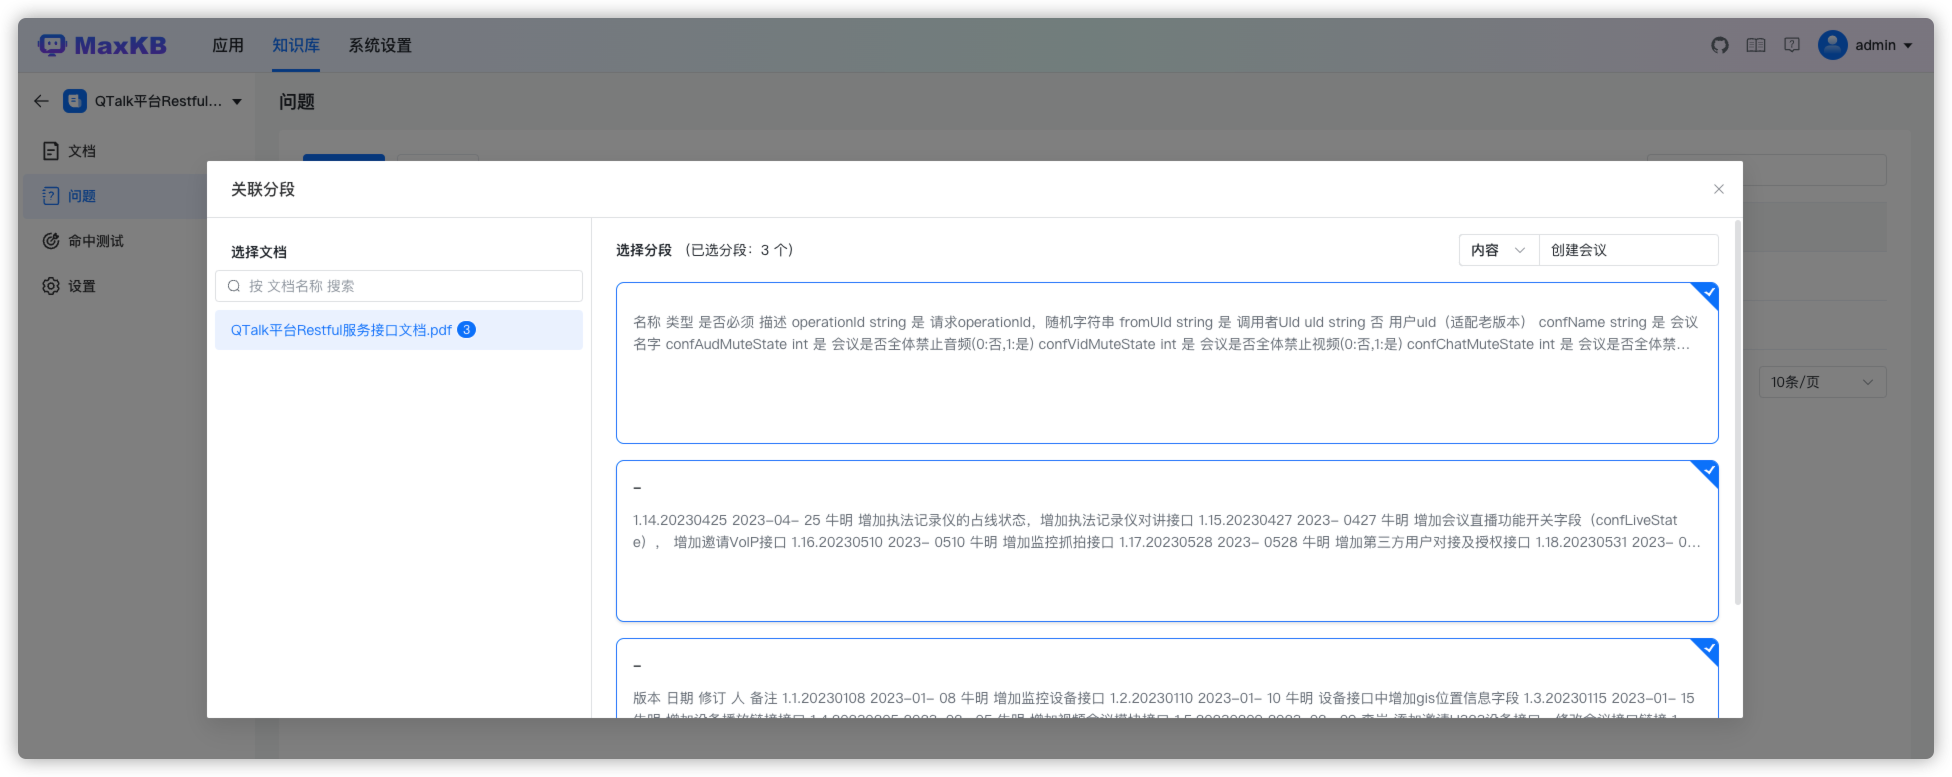 MaxKB
应用
知识库
系统设置
admin
QTalk平台Restful...
问题
文档
问题
命中测试
设置
关联分段
选择文档
按 文档名称 搜索
QTalk平台Restful服务接口文档.pdf 3
选择分段 (已选分段：3 个)
内容
创建会议
名称 类型 是否必须 描述 operationId string 是 请求operationId，随机字符串 fromUId string 是 调用者UId uId string 否 用户uId（适配老版本） confName string 是 会议
名字 confAudMuteState int 是 会议是否全体禁止音频(0:否,1:是) confVidMuteState int 是 会议是否全体禁止视频(0:否,1:是) confChatMuteState int 是 会议是否全体禁...
-
1.14.20230425 2023-04- 25 牛明 增加执法记录仪的占线状态，增加执法记录仪对讲接口 1.15.20230427 2023- 0427 牛明 增加会议直播功能开关字段（confLiveStat
e）， 增加邀请VoIP接口 1.16.20230510 2023- 0510 牛明 增加监控抓拍接口 1.17.20230528 2023- 0528 牛明 增加第三方用户对接及授权接口 1.18.20230531 2023- 0...
-
版本 日期 修订 人 备注 1.1.20230108 2023-01- 08 牛明 增加监控设备接口 1.2.20230110 2023-01- 10 牛明 设备接口中增加gis位置信息字段 1.3.20230115 2023-01- 15
10条/页